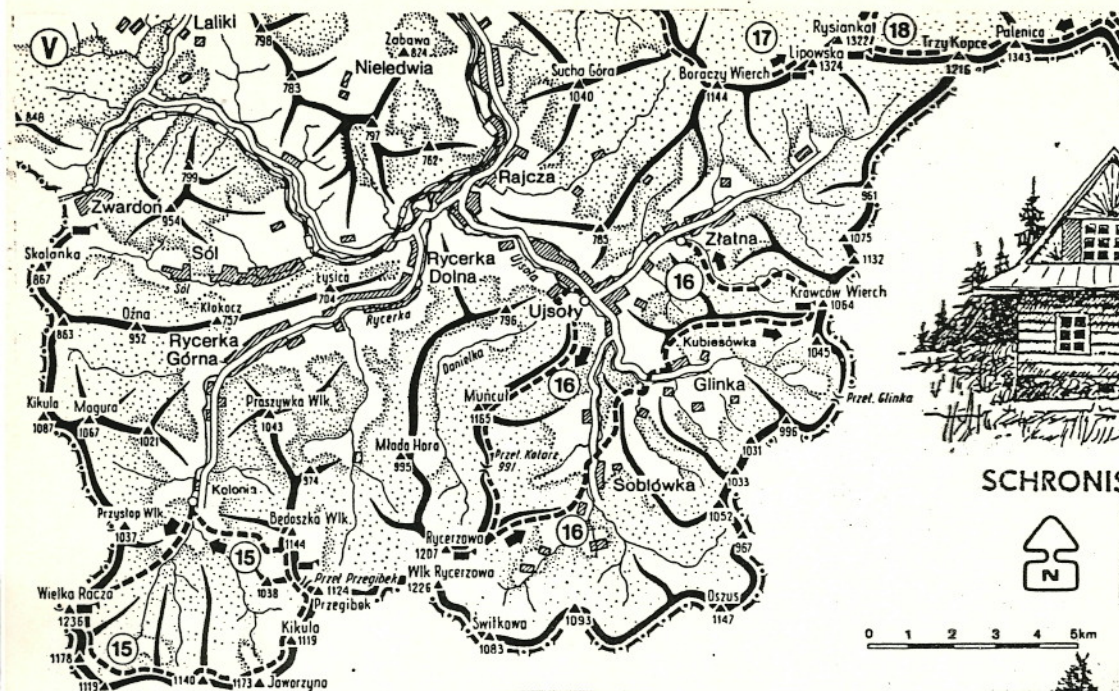 V
Laliki
798
Zabawa
824
783
Nieledwia
848
797
762
799
Zwardoń
954
Sucha Góra
1040
17
Rysianka
1322
18
Lipowska
1324
Trzy Kopce
1216
Palenica
1343
Boraczy Wierch
1144
Rajcza
961
785
Złatna
1075
1132
Skalanka
867
Sól
Sól
Łysica
704
Rycerka
Dolna
Rycerka
Ujsoła
Ujsoły
16
Krawców Wierch
1064
863
Oźna
952
Kłokocz
757
Rycerka
Górna
796
Danielka
Kubiesówka
1045
Glinka
Przeł. Glinka
16
Kikula
1087
Magura
1067
1021
Praszywka Wlk.
1043
Muńcuł
1165
Młada Hora
995
Przeł. Kotarz
991
996
1031
974
Kolonia
Soblówka
1033
1052
967
Przysłop Wlk.
1037
Będoszka Wlk.
1144
Rycerzowa
1207
16
15
1038
Przeł. Przegibek
1124
Przegibek
Wlk Rycerzowa
1226
Wielka Racza
1236
Kikula
1119
Świtkowa
1083
1093
Oszus
1147
15
1178
1119
1140
1173
Jaworzyna
SCHRONIS
N
0 1 2 3 4 5km